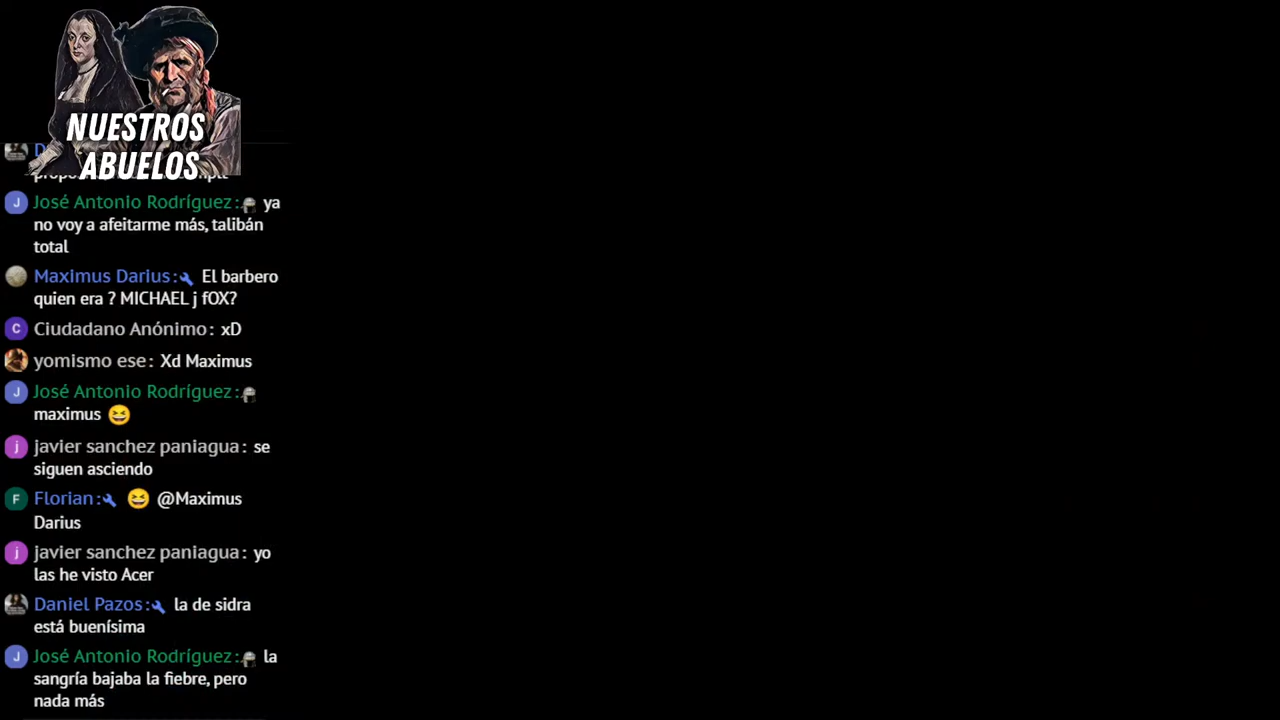 NUESTROS
ABUELOS
José Antonio Rodríguez: ya
no voy a afeitarme más, talibán
total
Maximus Darius: El barbero
quien era ? MICHAEL j fOX?
Ciudadano Anónimo: xD
yomismo ese: Xd Maximus
José Antonio Rodríguez:
maximus 😆
javier sanchez paniagua: se
siguen asciendo
Florian: 😆 @Maximus
Darius
javier sanchez paniagua: yo
las he visto Acer
Daniel Pazos: la de sidra
está buenísima
José Antonio Rodríguez: la
sangría bajaba la fiebre, pero
nada más